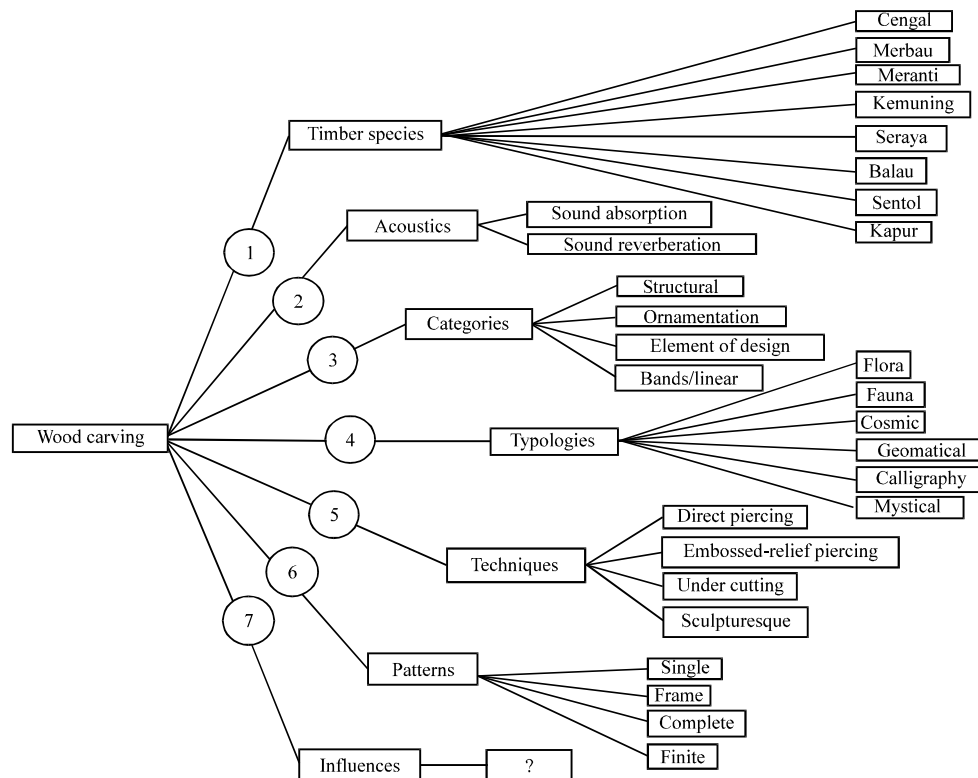 Wood carving
1
Timber species
Cengal
Merbau
Meranti
Kemuning
Seraya
Balau
Sentol
Kapur
2
Acoustics
Sound absorption
Sound reverberation
3
Categories
Structural
Ornamentation
Element of design
Bands/linear
4
Typologies
Flora
Fauna
Cosmic
Geomatical
Calligraphy
Mystical
5
Techniques
Direct piercing
Embossed-relief piercing
Under cutting
Sculpturesque
6
Patterns
Single
Frame
Complete
Finite
7
Influences
?